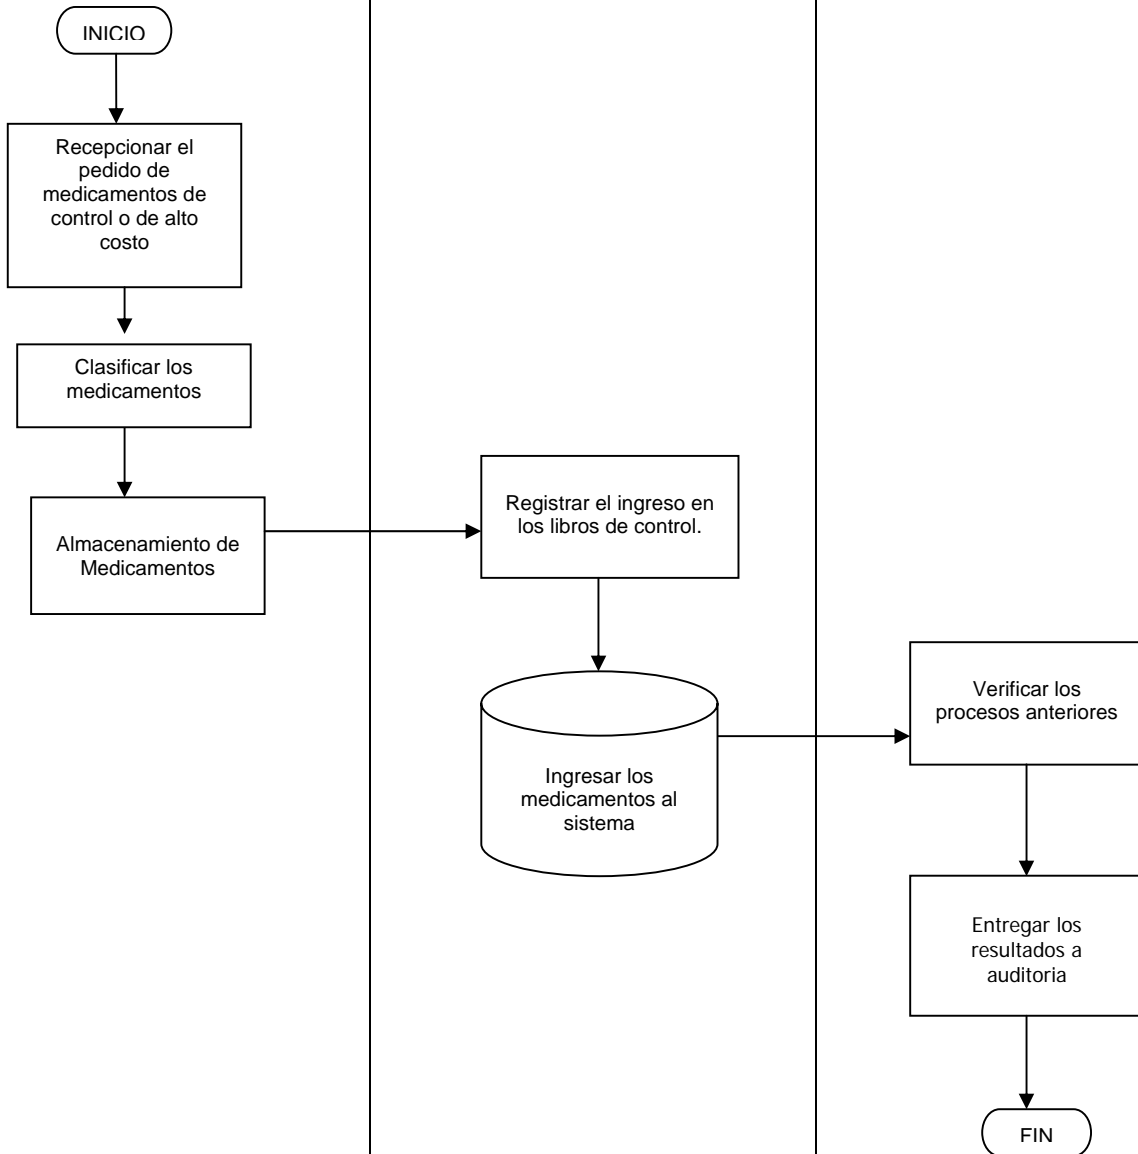 INICIO
Recepcionar el
pedido de
medicamentos de
control o de alto
costo
Clasificar los
medicamentos
Almacenamiento de
Medicamentos
Registrar el ingreso en
los libros de control.
Ingresar los
medicamentos al
sistema
Verificar los
procesos anteriores
Entregar los
resultados a
auditoria
FIN